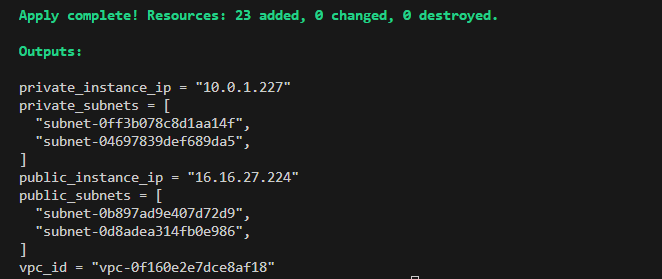 Apply complete! Resources: 23 added, 0 changed, 0 destroyed.
Outputs:
private_instance_ip = "10.0.1.227"
private_subnets = [
  "subnet-0ff3b078c8d1aa14f",
  "subnet-04697839def689da5",
]
public_instance_ip = "16.16.27.224"
public_subnets = [
  "subnet-0b897ad9e407d72d9",
  "subnet-0d8adea314fb0e986",
]
vpc_id = "vpc-0f160e2e7dce8af18"